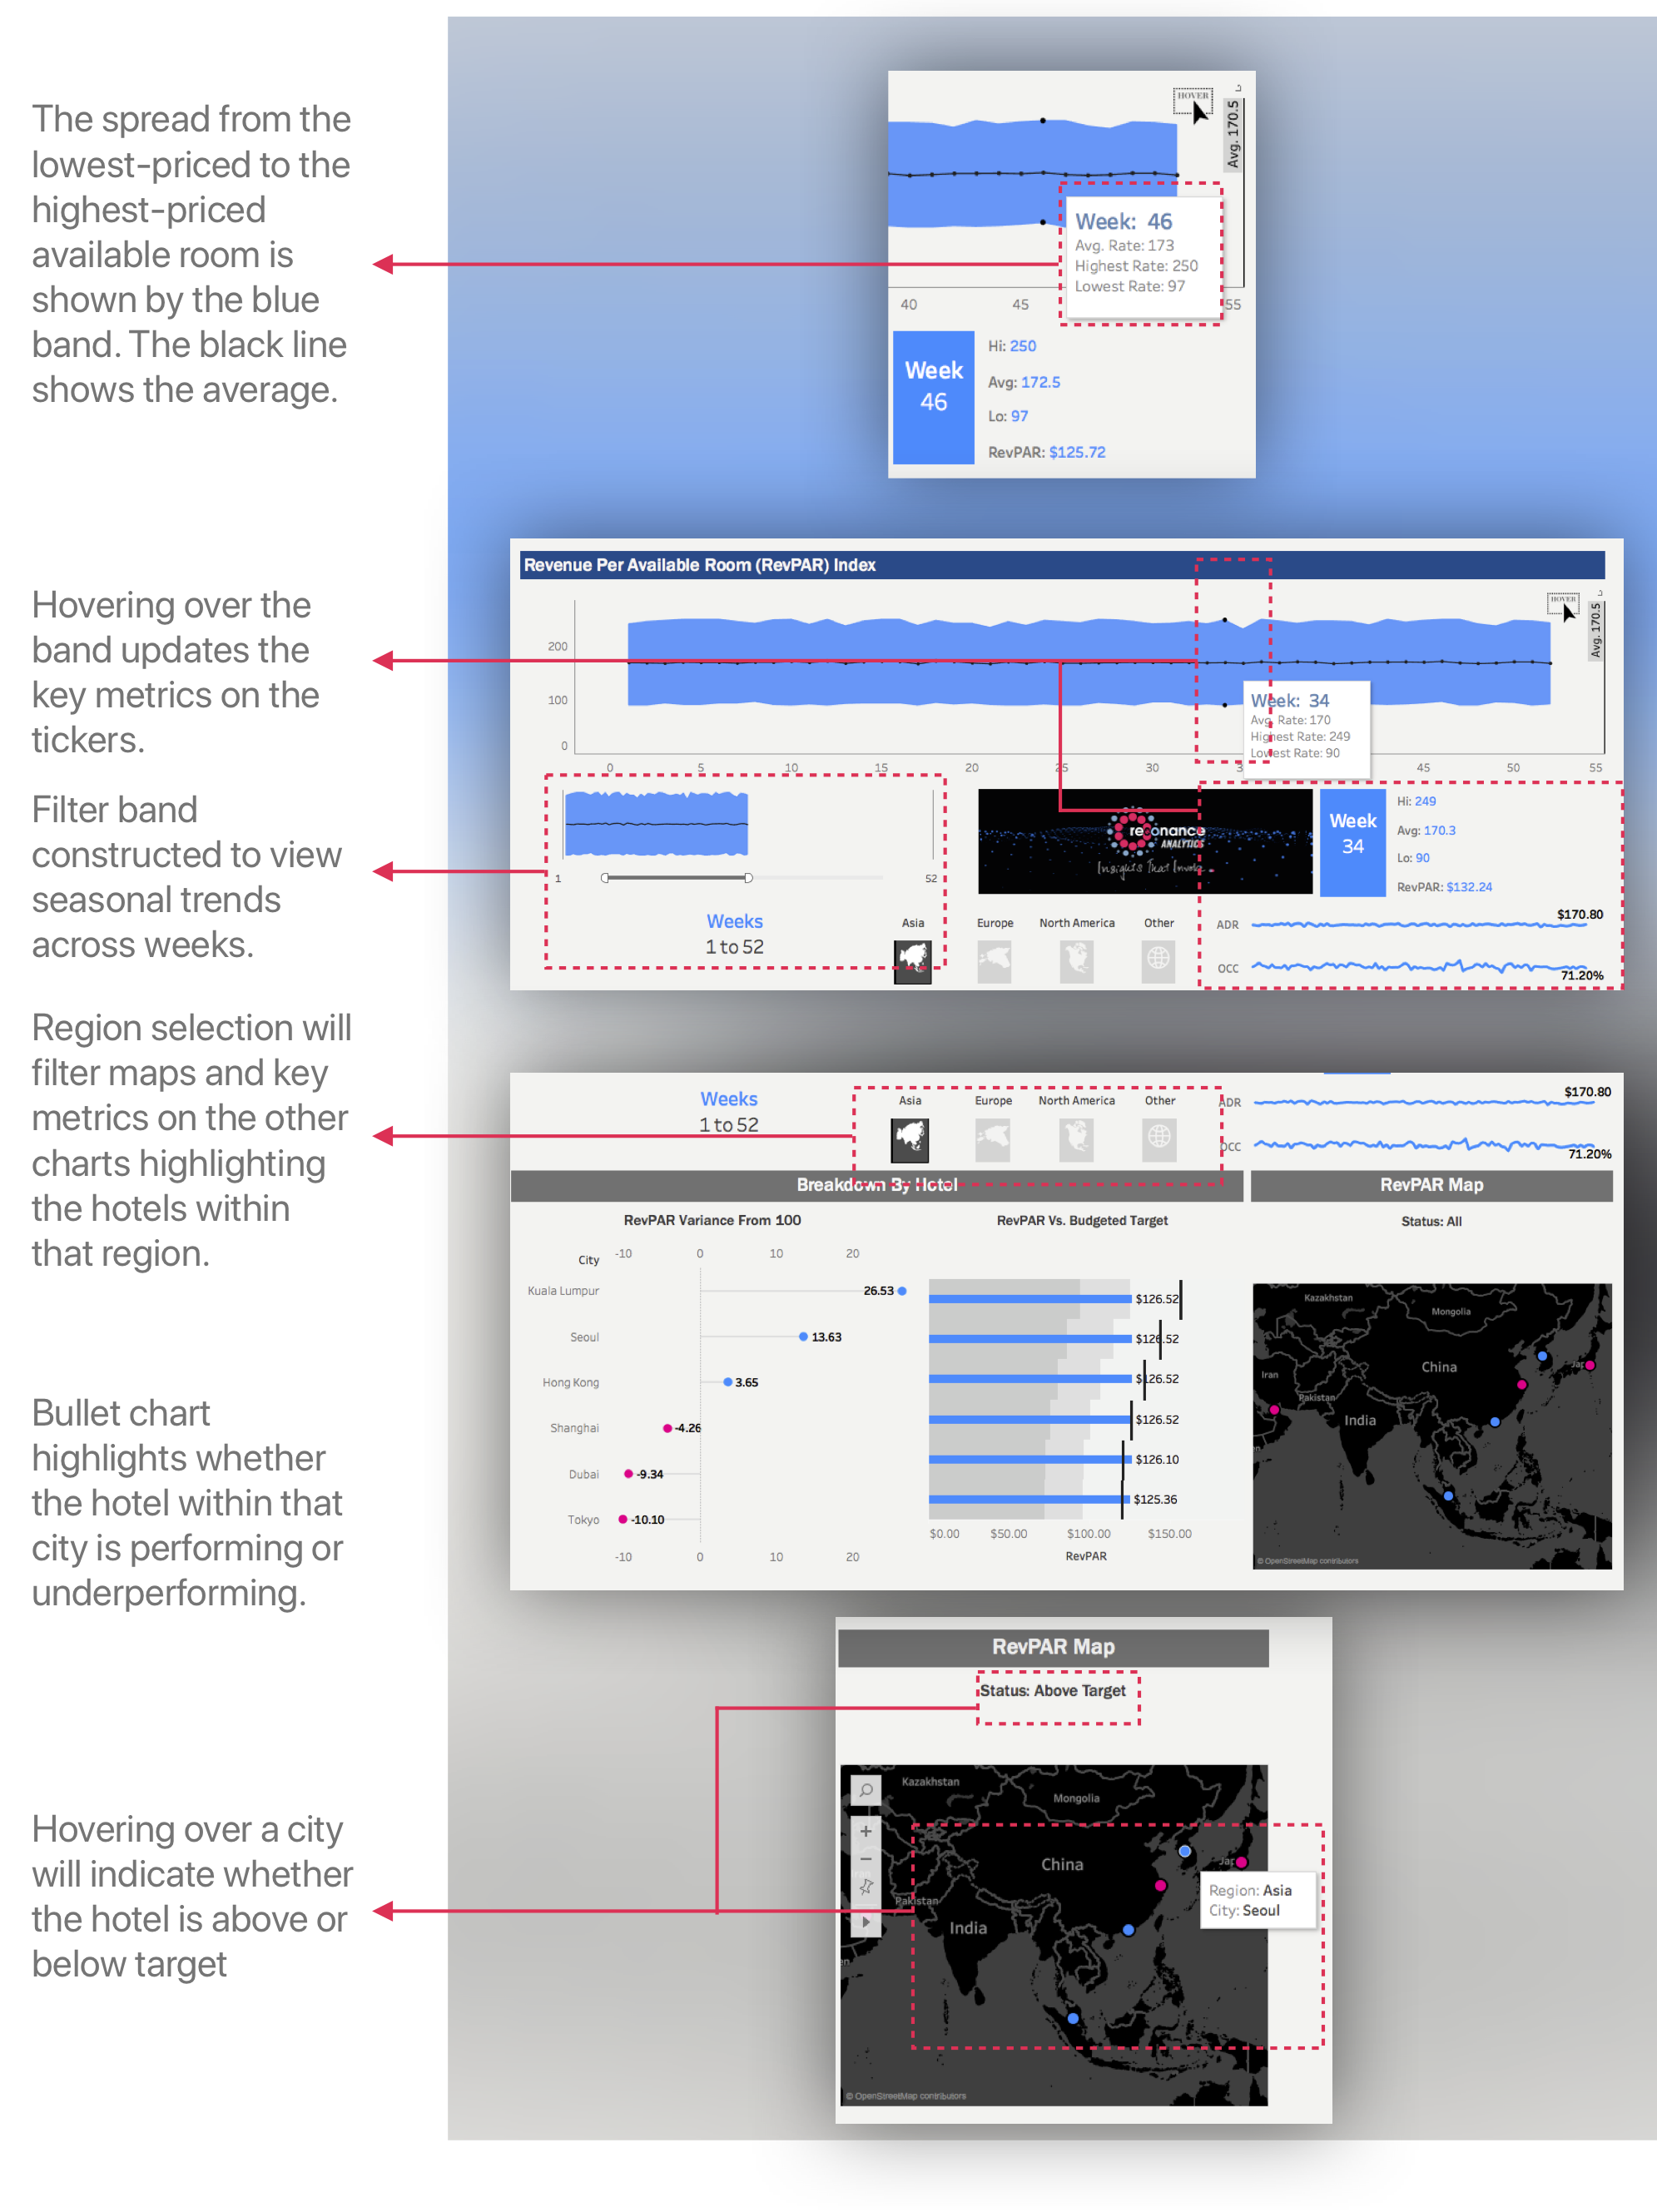 The spread from the
lowest-priced to the
highest-priced
available room is
shown by the blue
band. The black line
shows the average.
HOVER
Avg. 170.5
Week: 46
Avg. Rate: 173
Highest Rate: 250
Lowest Rate: 97
40 45 55
Week
46
Hi: 250
Avg: 172.5
Lo: 97
RevPAR: $125.72
Hovering over the
band updates the
key metrics on the
tickers.
Revenue Per Available Room (RevPAR) Index
HOVER
Avg. 170.5
200
100
0
Week: 34
Avg. Rate: 170
Highest Rate: 249
Lowest Rate: 90
0 5 10 15 20 25 30 3 45 50 55
Filter band
constructed to view
seasonal trends
across weeks.
1 52
Weeks
1 to 52
resonance
ANALYTICS
Insights That Invoke ...
Week
34
Hi: 249
Avg: 170.3
Lo: 90
RevPAR: $132.24
Asia Europe North America Other
ADR $170.80
OCC 71.20%
Region selection will
filter maps and key
metrics on the other
charts highlighting
the hotels within
that region.
Weeks
1 to 52
Asia Europe North America Other
ADR $170.80
OCC 71.20%
Breakdown By Hotel
RevPAR Map
RevPAR Variance From 100
RevPAR Vs. Budgeted Target
Status: All
City -10 0 10 20
Kuala Lumpur 26.53 $126.52
Seoul 13.63 $126.52
Hong Kong 3.65 $126.52
Shanghai -4.26 $126.52
Dubai -9.34 $126.10
Tokyo -10.10 $125.36
-10 0 10 20
$0.00 $50.00 $100.00 $150.00
RevPAR
Kazakhstan
Mongolia
China
Jap
Iran
Pakistan
India
en
© OpenStreetMap contributors
Bullet chart
highlights whether
the hotel within that
city is performing or
underperforming.
RevPAR Map
Status: Above Target
Kazakhstan
Mongolia
China
Jap
Iran
Pakistan
India
en
Region: Asia
City: Seoul
© OpenStreetMap contributors
Hovering over a city
will indicate whether
the hotel is above or
below target